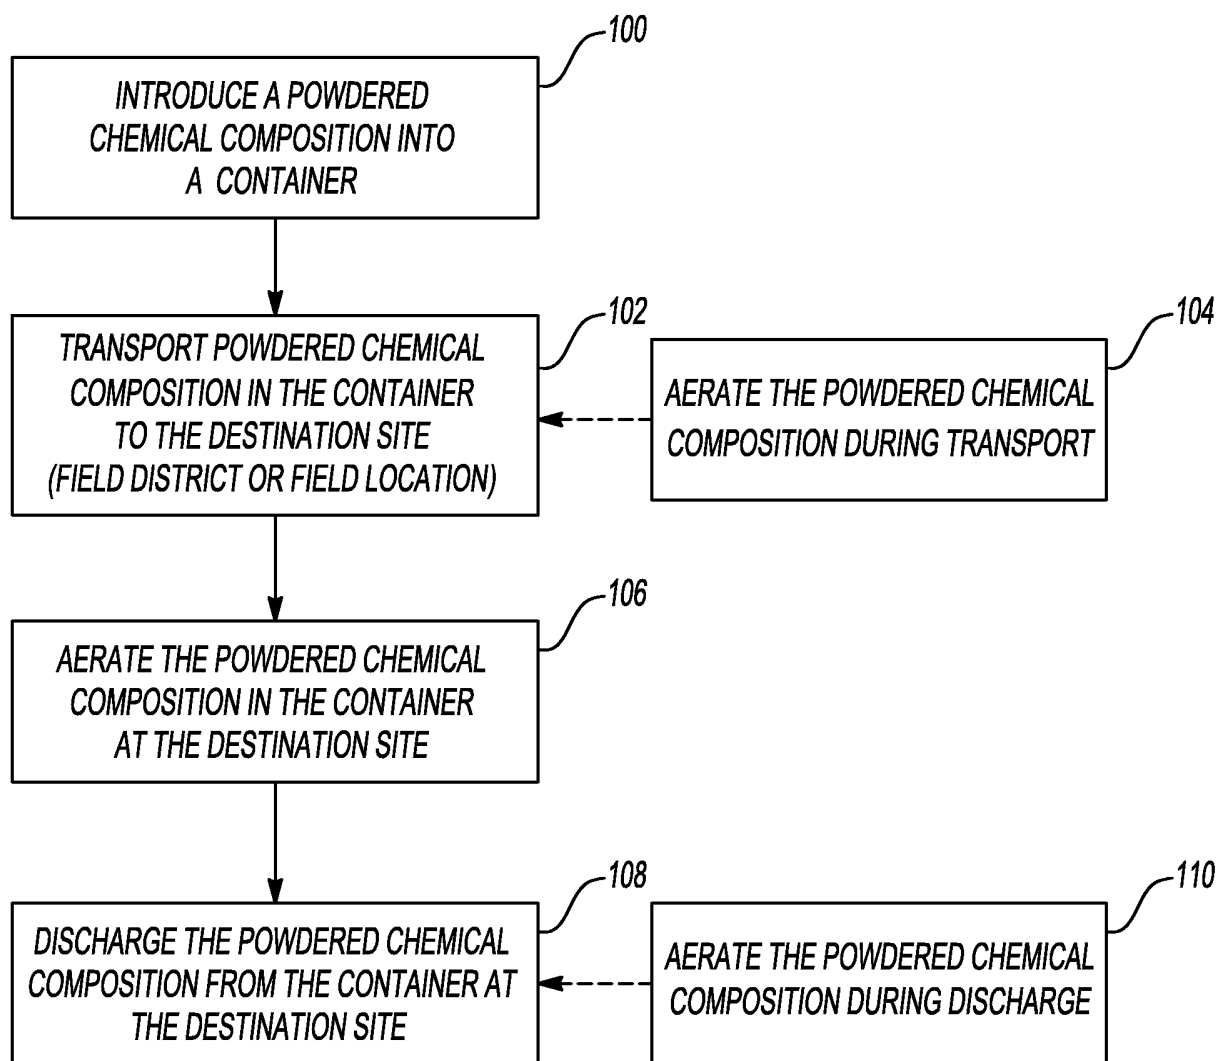 100
INTRODUCE A POWDERED
CHEMICAL COMPOSITION INTO
A CONTAINER
102
TRANSPORT POWDERED CHEMICAL
COMPOSITION IN THE CONTAINER
TO THE DESTINATION SITE
(FIELD DISTRICT OR FIELD LOCATION)
104
AERATE THE POWDERED CHEMICAL
COMPOSITION DURING TRANSPORT
106
AERATE THE POWDERED CHEMICAL
COMPOSITION IN THE CONTAINER
AT THE DESTINATION SITE
108
DISCHARGE THE POWDERED CHEMICAL
COMPOSITION FROM THE CONTAINER AT
THE DESTINATION SITE
110
AERATE THE POWDERED CHEMICAL
COMPOSITION DURING DISCHARGE